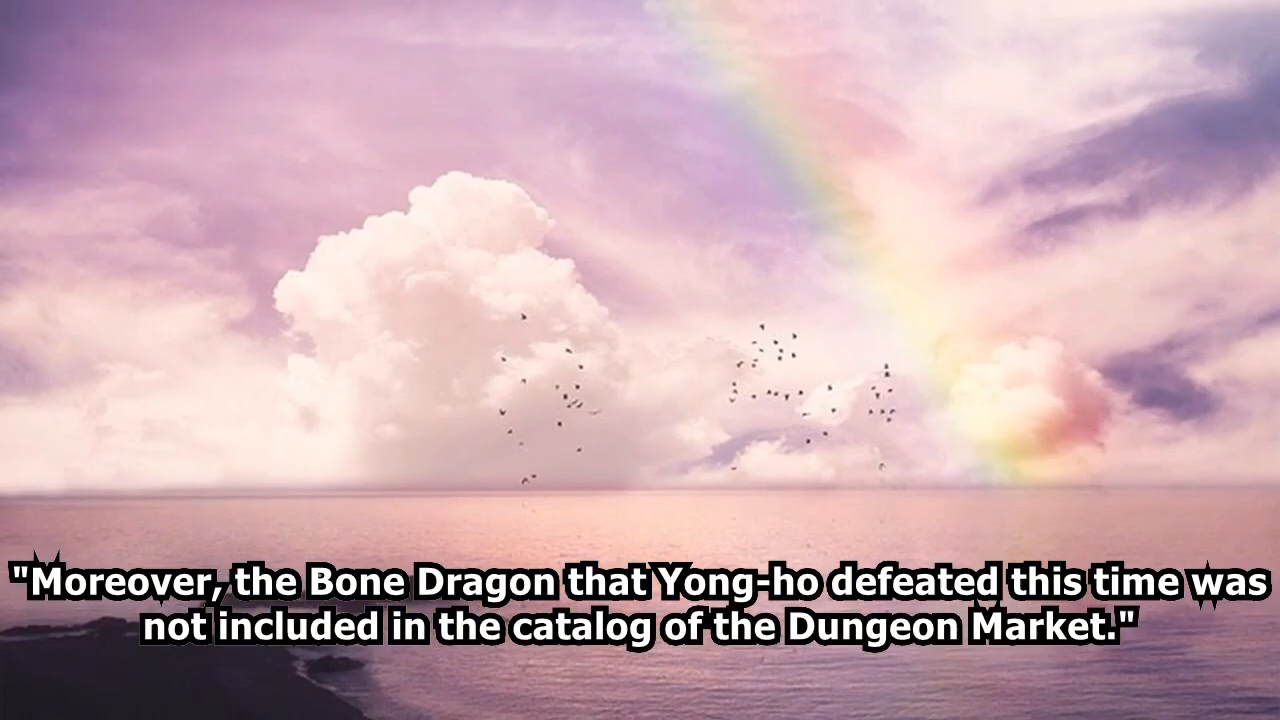 "Moreover, the Bone Dragon that Yong-ho defeated this time was
not included in the catalog of the Dungeon Market."